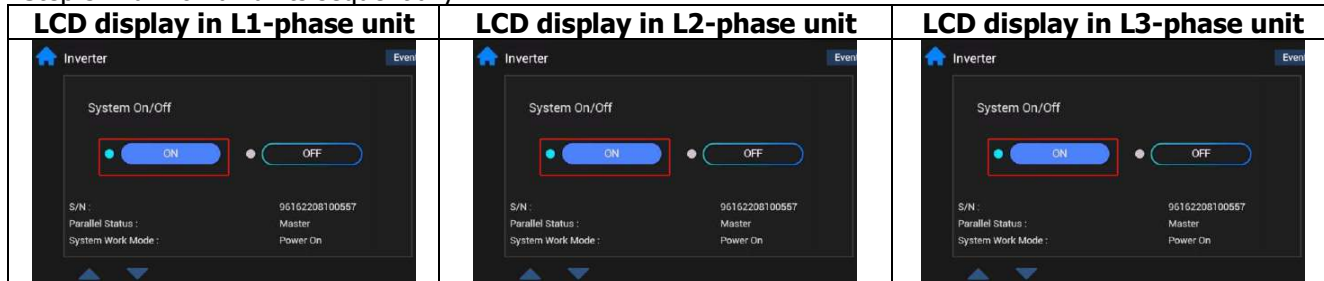 LCD display in L1-phase unit LCD display in L2-phase unit LCD display in L3-phase unit
Inverter Even Inverter Even Inverter Even
System On/Off System On/Off System On/Off
ON OFF ON OFF ON OFF
S/N : 96162208100557 S/N : 96162208100557 S/N : 96162208100557
Parallel Status : Master Parallel Status : Master Parallel Status : Master
System Work Mode : Power On System Work Mode : Power On System Work Mode : Power On